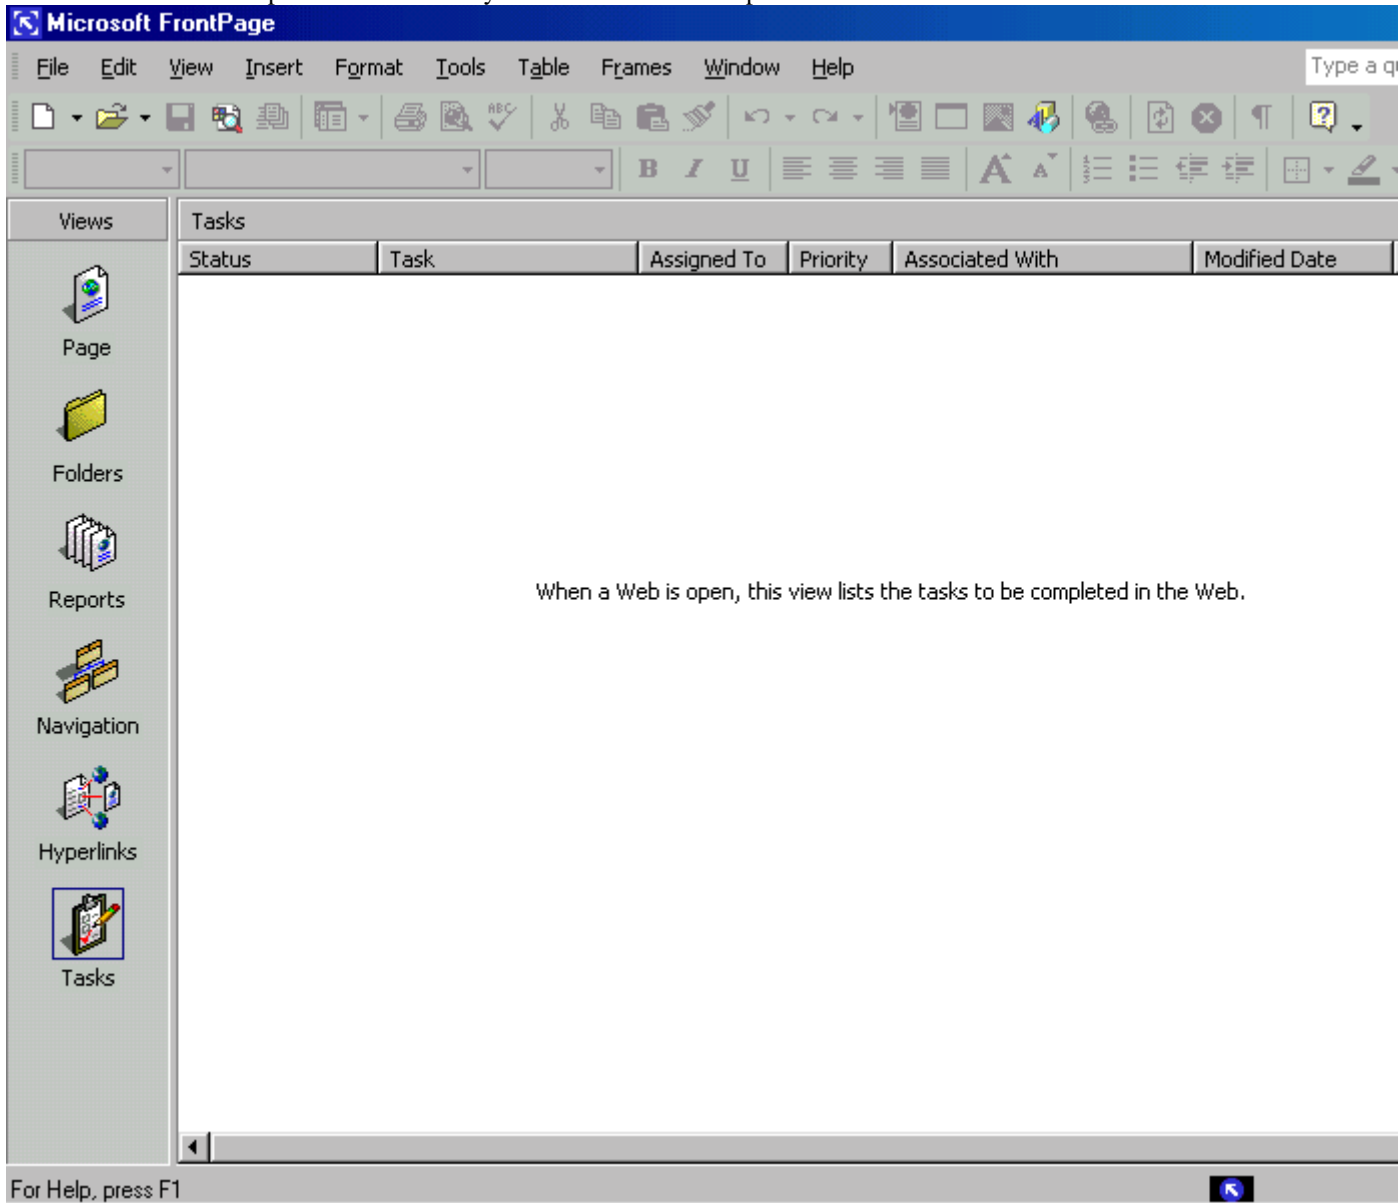 Microsoft FrontPage
File Edit View Insert Format Tools Table Frames Window Help Type a qu
B I U A A
Views Tasks
Status Task Assigned To Priority Associated With Modified Date
Page
Folders
Reports
When a Web is open, this view lists the tasks to be completed in the Web.
Navigation
Hyperlinks
Tasks
For Help, press F1